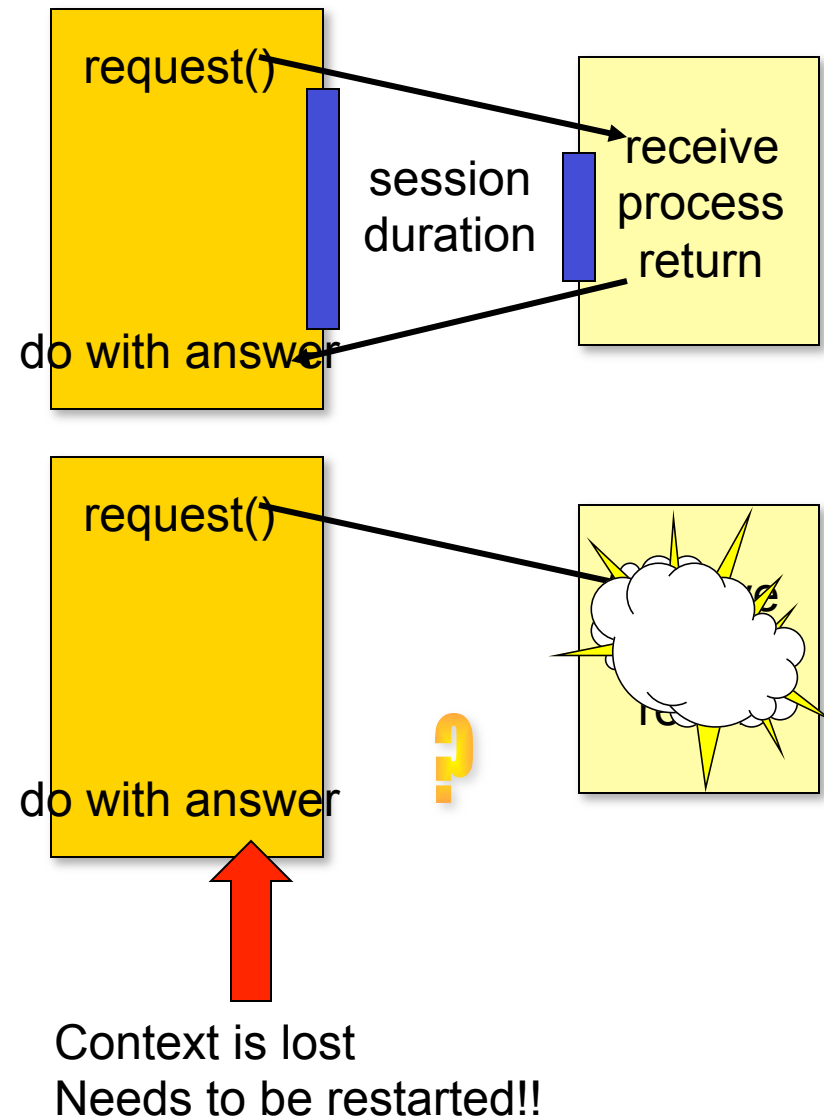 request()
session
duration
receive
process
return
do with answer
request()
?
do with answer
Context is lost
Needs to be restarted!!